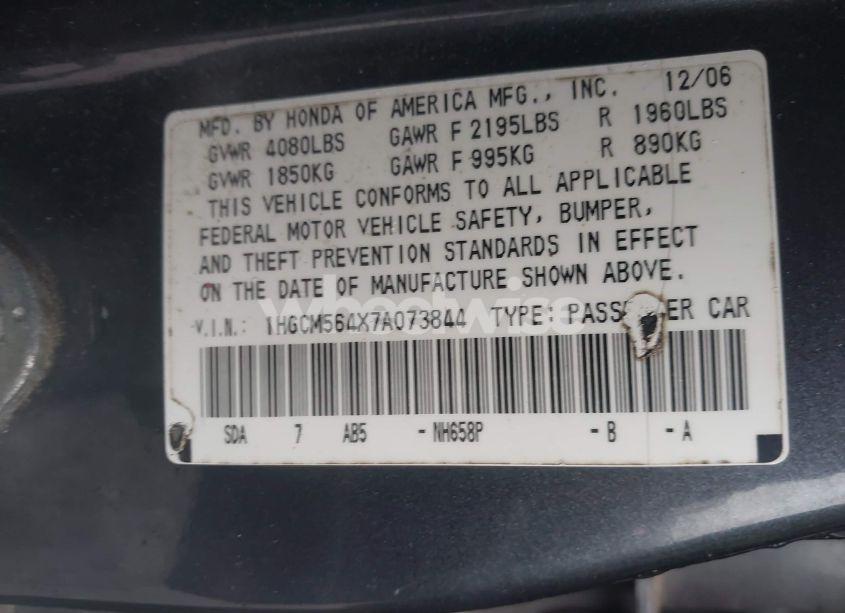 MFD. BY HONDA OF AMERICA MFG., INC. 12/06
GVWR 4080LBS GAWR F 2195LBS R 1960LBS
GVWR 1850KG GAWR F 995KG R 890KG
THIS VEHICLE CONFORMS TO ALL APPLICABLE
FEDERAL MOTOR VEHICLE SAFETY, BUMPER,
AND THEFT PREVENTION STANDARDS IN EFFECT
ON THE DATE OF MANUFACTURE SHOWN ABOVE.
wheelwise
V.I.N.: 1HGCM564X7A073844 TYPE: PASSENGER CAR
SDA 7 AB5 -NH658P -B -A